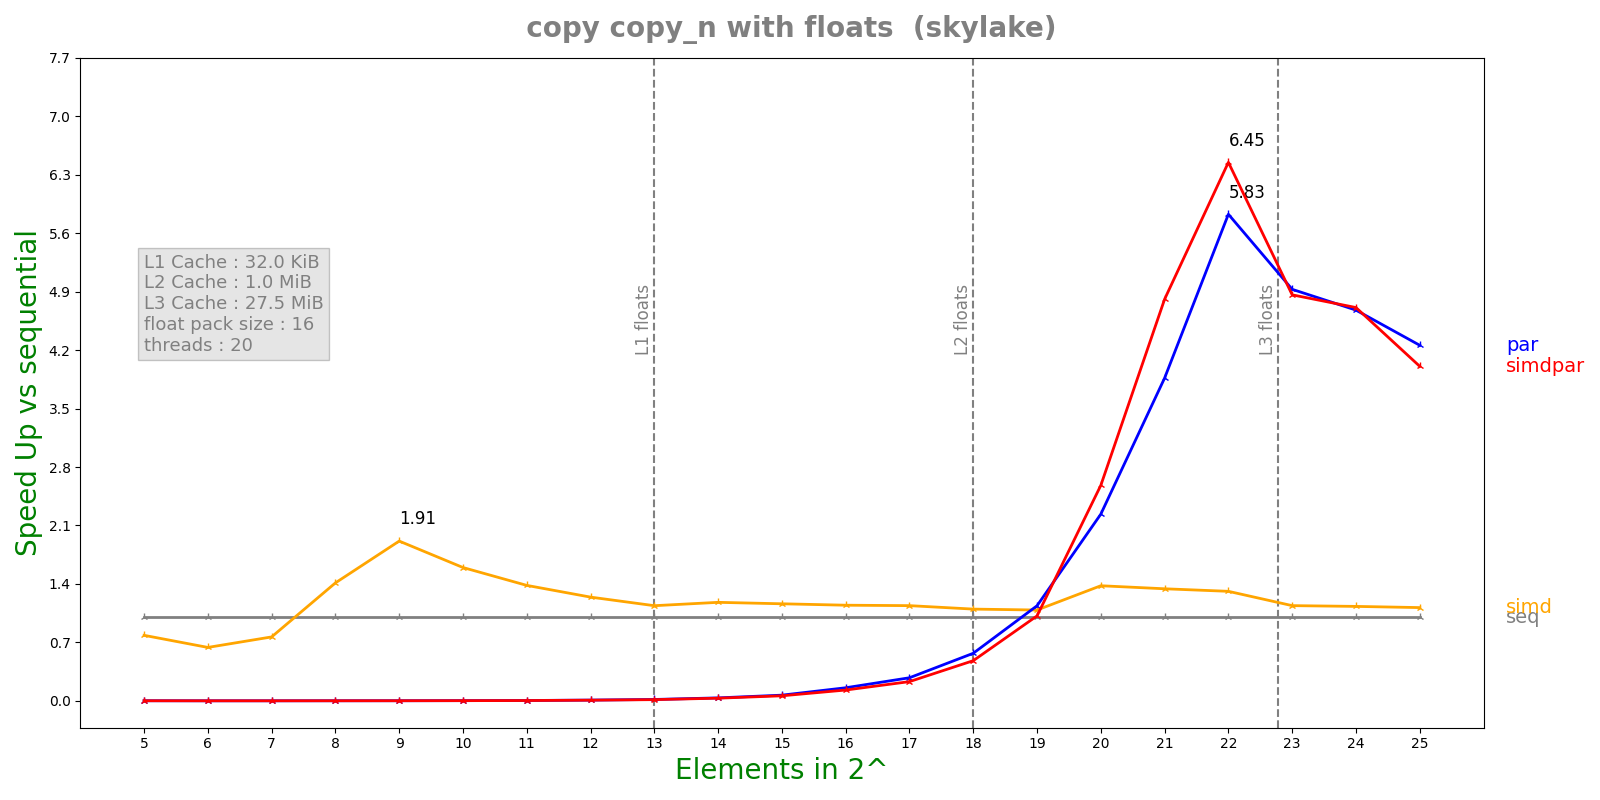 copy copy_n with floats  (skylake)
Speed Up vs sequential
7.7
7.0
6.3
5.6
4.9
4.2
3.5
2.8
2.1
1.4
0.7
0.0
L1 Cache : 32.0 KiB
L2 Cache : 1.0 MiB
L3 Cache : 27.5 MiB
float pack size : 16
threads : 20
1.91
6.45
5.83
L1 floats
L2 floats
L3 floats
par
simdpar
simd
seq
5 6 7 8 9 10 11 12 13 14 15 16 17 18 19 20 21 22 23 24 25
Elements in 2^